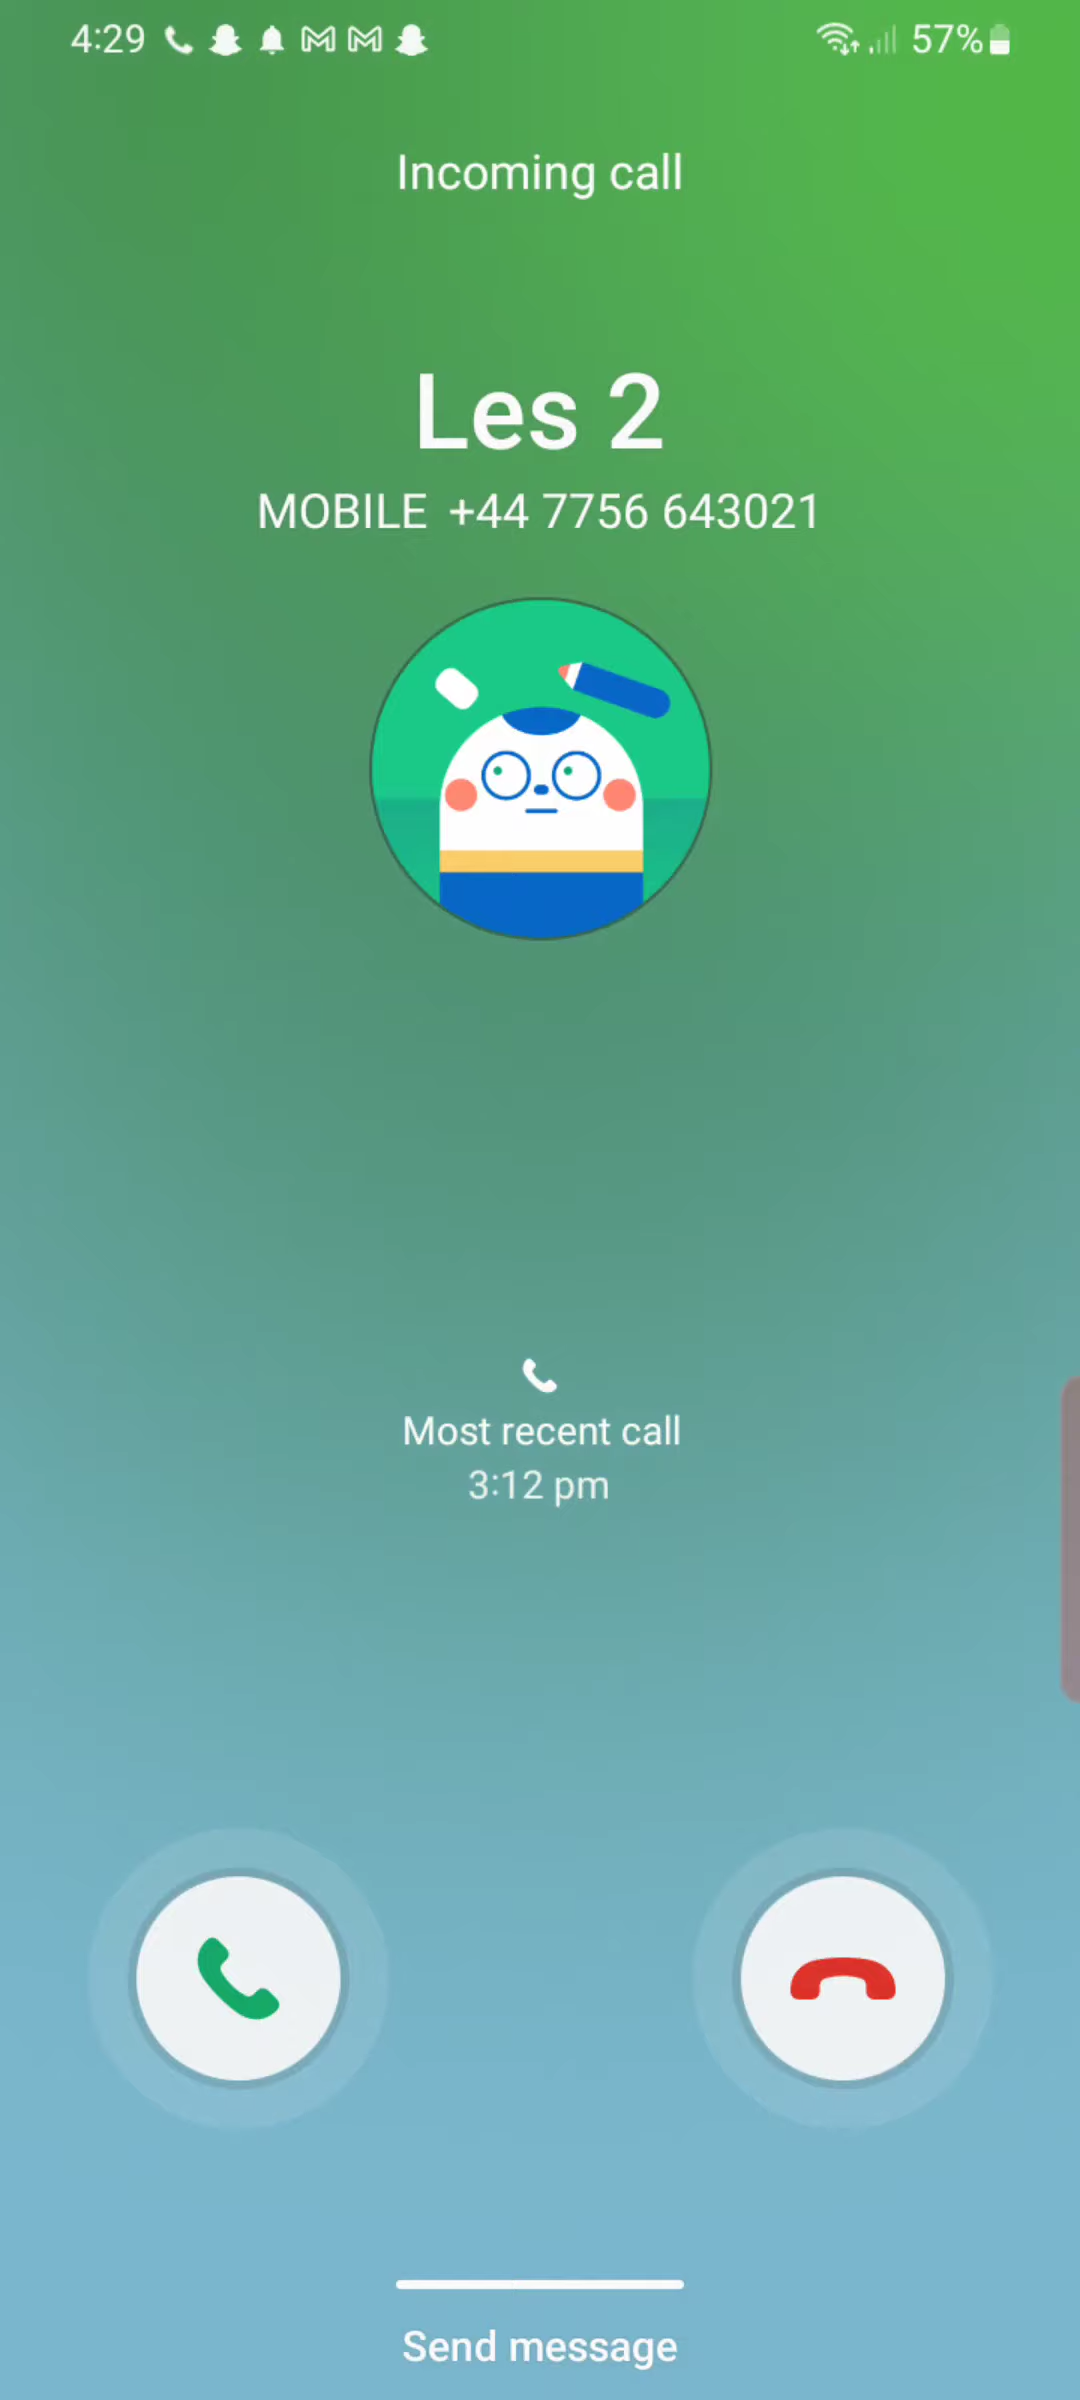 4:29 57%
Incoming call
Les 2
MOBILE +44 7756 643021
Most recent call
3:12 pm
Send message